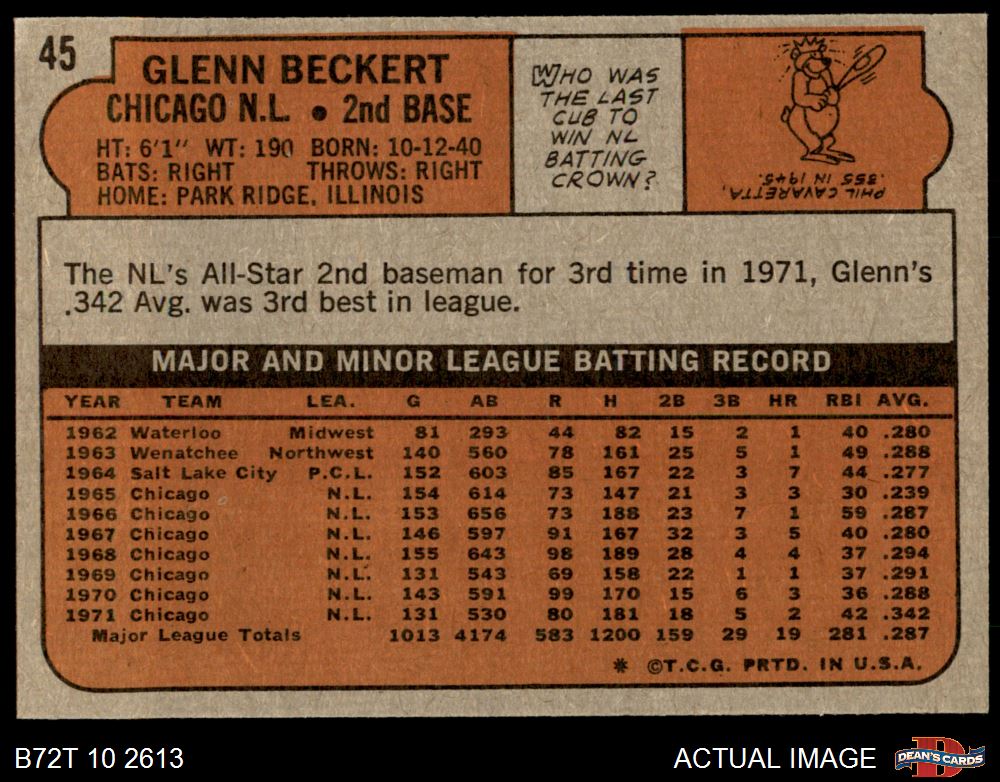 45
GLENN BECKERT
CHICAGO N.L. • 2nd BASE
HT: 6'1" WT: 190 BORN: 10-12-40
BATS: RIGHT THROWS: RIGHT
HOME: PARK RIDGE, ILLINOIS
WHO WAS
THE LAST
CUB TO
WIN NL
BATTING
CROWN?
PHIL CAVARETTA,
.355 IN 1945.
The NL's All-Star 2nd baseman for 3rd time in 1971, Glenn's
.342 Avg. was 3rd best in league.
MAJOR AND MINOR LEAGUE BATTING RECORD
YEAR TEAM LEA. G AB R H 2B 3B HR RBI AVG.
1962 Waterloo Midwest 81 293 44 82 15 2 1 40 .280
1963 Wenatchee Northwest 140 560 78 161 25 5 1 49 .288
1964 Salt Lake City P.C.L. 152 603 85 167 22 3 7 44 .277
1965 Chicago N.L. 154 614 73 147 21 3 3 30 .239
1966 Chicago N.L. 153 656 73 188 23 7 1 59 .287
1967 Chicago N.L. 146 597 91 167 32 3 5 40 .280
1968 Chicago N.L. 155 643 98 189 28 4 4 37 .294
1969 Chicago N.L. 131 543 69 158 22 1 1 37 .291
1970 Chicago N.L. 143 591 99 170 15 6 3 36 .288
1971 Chicago N.L. 131 530 80 181 18 5 2 42 .342
Major League Totals 1013 4174 583 1200 159 29 19 281 .287
* ©T.C.G. PRTD. IN U.S.A.
B72T 10 2613
ACTUAL IMAGE
D
DEAN'S CARDS